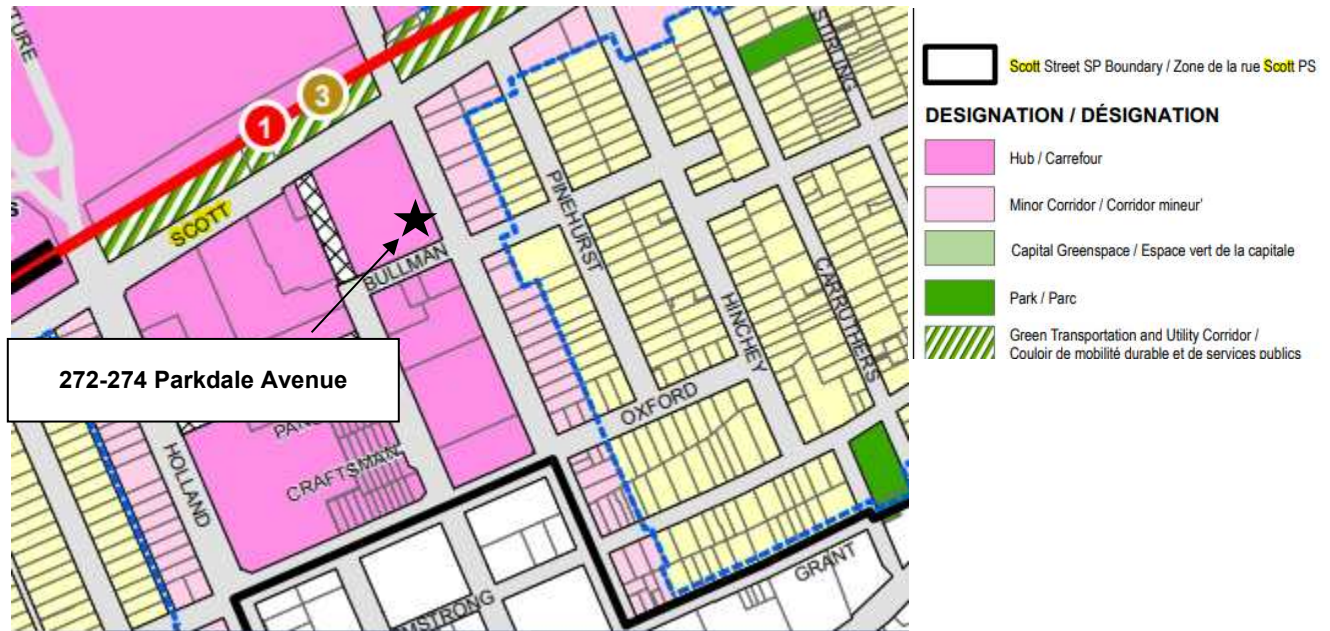 TURE
STIRLING
Scott Street SP Boundary / Zone de la rue Scott PS
DESIGNATION / DÉSIGNATION
Hub / Carrefour
Minor Corridor / Corridor mineur'
Capital Greenspace / Espace vert de la capitale
Park / Parc
Green Transportation and Utility Corridor /
Couloir de mobilité durable et de services publics
1
3
S
SCOTT
BULLMAN
PINEHURST
HINCHEY
CARRUTHERS
272-274 Parkdale Avenue
OXFORD
HOLLAND
CRAFTSMAN
GRANT
MSTRONG